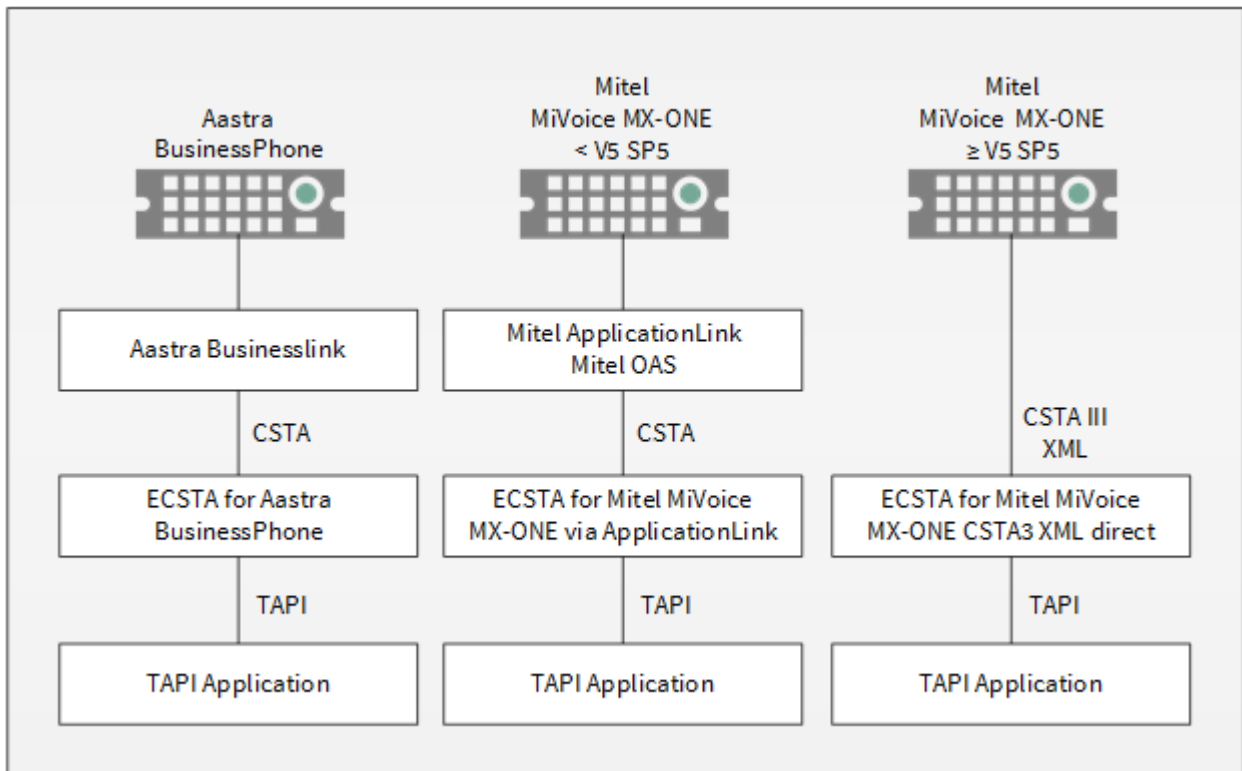 Aastra
BusinessPhone
Mitel
MiVoice MX-ONE
< V5 SP5
Mitel
MiVoice MX-ONE
≥ V5 SP5
Aastra Businesslink
Mitel ApplicationLink
Mitel OAS
CSTA
CSTA
CSTA III
XML
ECSTA for Aastra
BusinessPhone
ECSTA for Mitel MiVoice
MX-ONE via ApplicationLink
ECSTA for Mitel MiVoice
MX-ONE CSTA3 XML direct
TAPI
TAPI
TAPI
TAPI Application
TAPI Application
TAPI Application